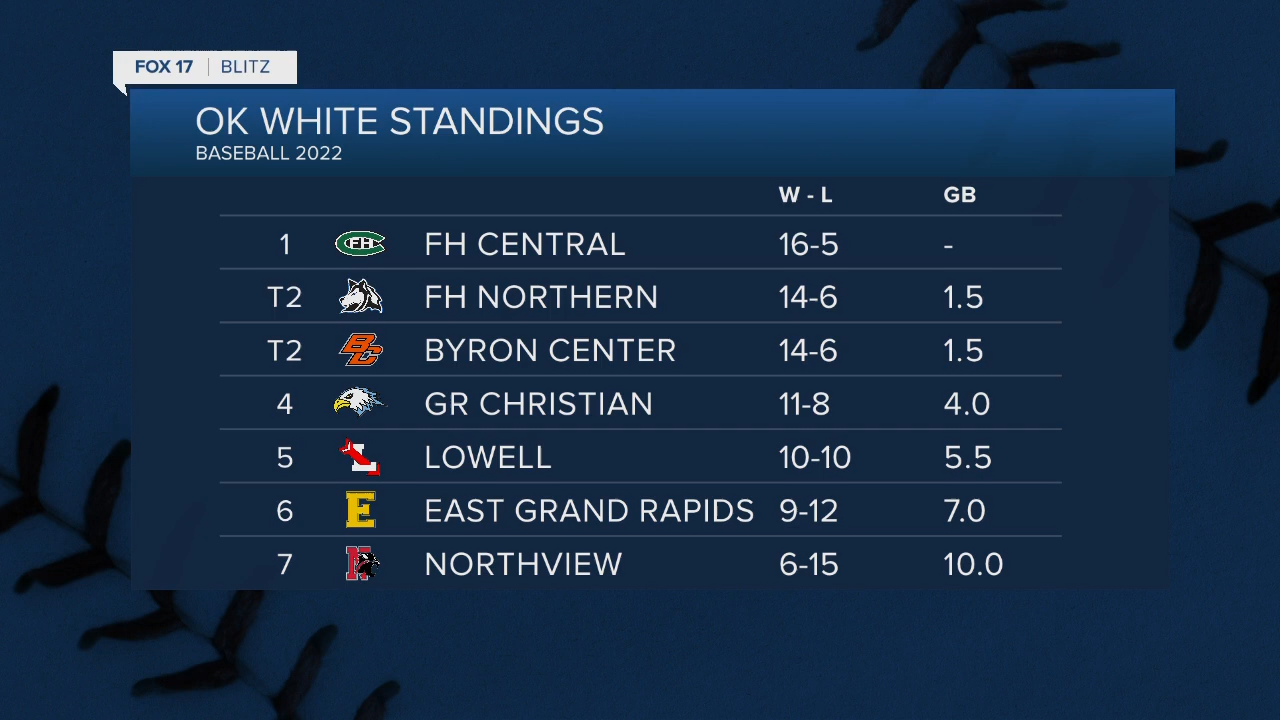 FOX 17 | BLITZ
OK WHITE STANDINGS
BASEBALL 2022
W - L GB
1 FH FH CENTRAL 16-5 -
T2 FH NORTHERN 14-6 1.5
T2 BC BYRON CENTER 14-6 1.5
4 GR CHRISTIAN 11-8 4.0
5 L LOWELL 10-10 5.5
6 E EAST GRAND RAPIDS 9-12 7.0
7 N NORTHVIEW 6-15 10.0